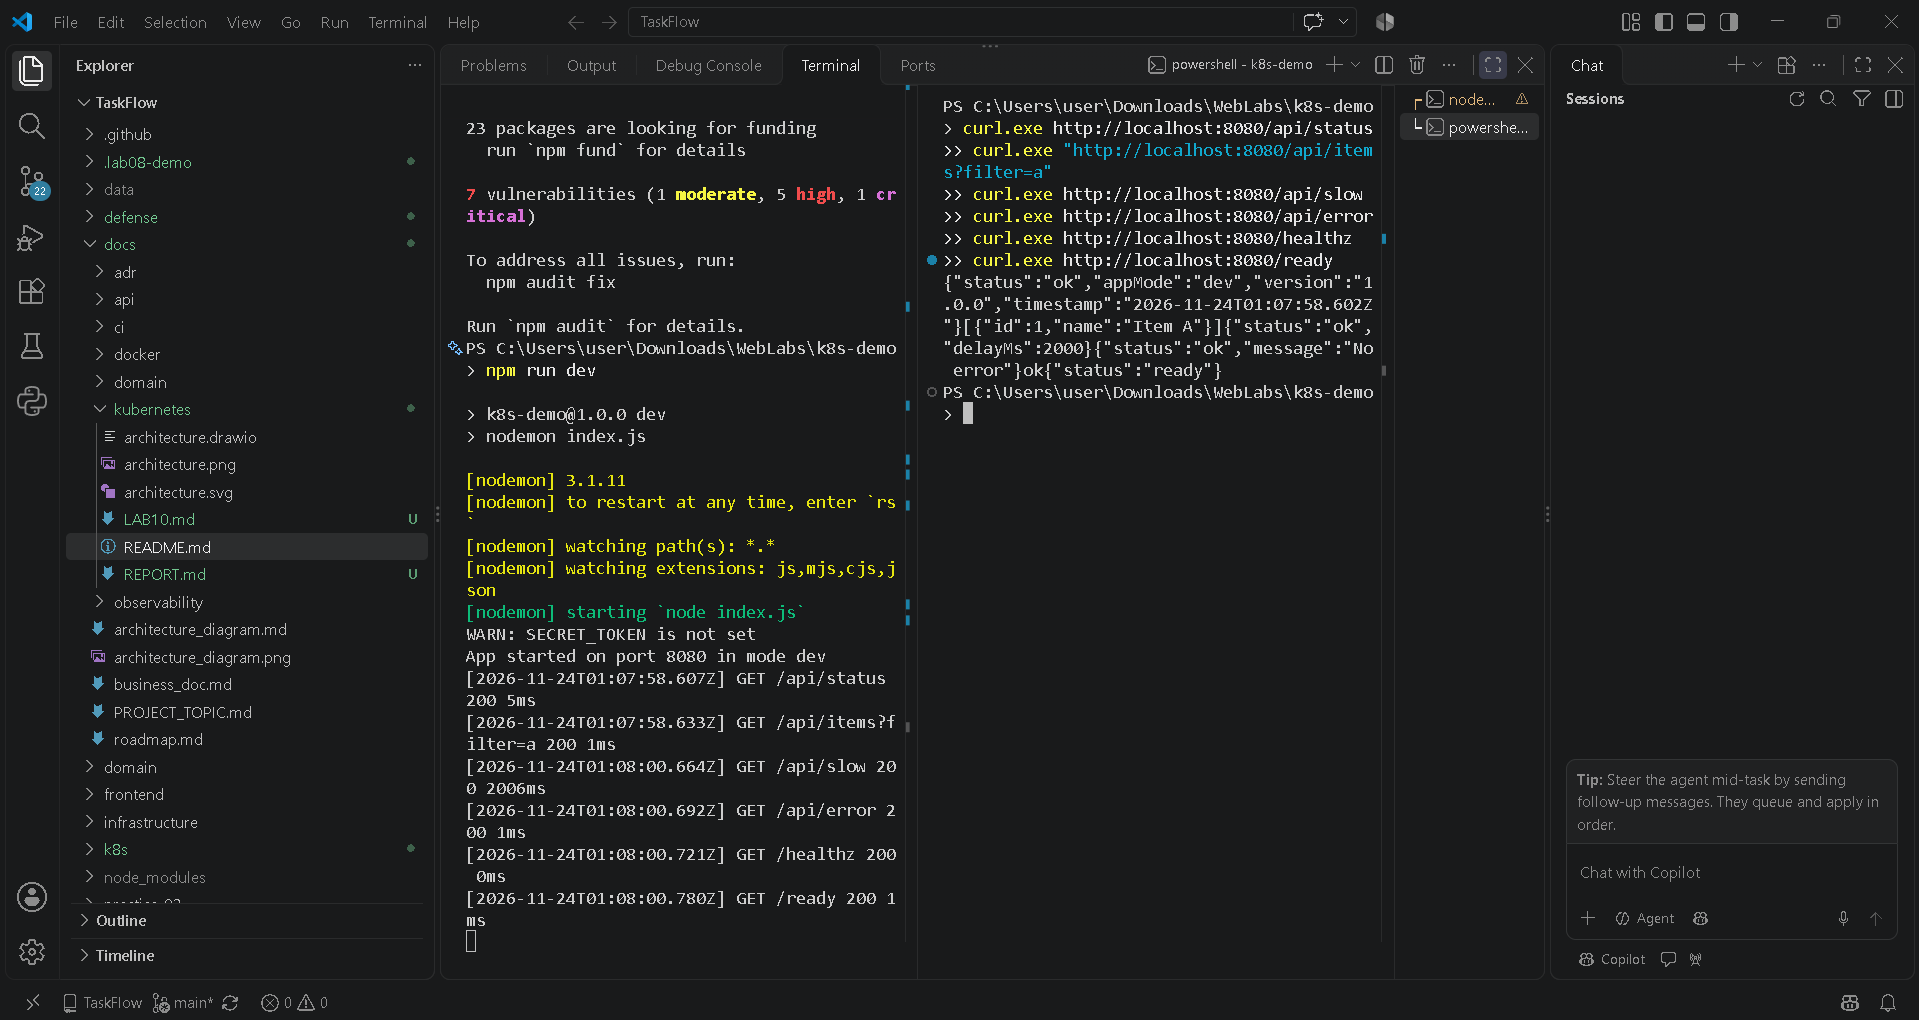 File Edit Selection View Go Run Terminal Help
TaskFlow
Explorer
TaskFlow
.github
.lab08-demo
data
defense
docs
adr
api
ci
docker
domain
kubernetes
architecture.drawio
architecture.png
architecture.svg
LAB10.md U
README.md
REPORT.md U
observability
architecture_diagram.md
architecture_diagram.png
business_doc.md
PROJECT_TOPIC.md
roadmap.md
domain
frontend
infrastructure
k8s
node_modules
Outline
Timeline
22
Problems Output Debug Console Terminal Ports
powershell - k8s-demo
23 packages are looking for funding
run `npm fund` for details
7 vulnerabilities (1 moderate, 5 high, 1 cr
itical)
To address all issues, run:
npm audit fix
Run `npm audit` for details.
PS C:\Users\user\Downloads\WebLabs\k8s-demo
> npm run dev
> k8s-demo@1.0.0 dev
> nodemon index.js
[nodemon] 3.1.11
[nodemon] to restart at any time, enter `rs
`
[nodemon] watching path(s): *.*
[nodemon] watching extensions: js,mjs,cjs,j
son
[nodemon] starting `node index.js`
WARN: SECRET_TOKEN is not set
App started on port 8080 in mode dev
[2026-11-24T01:07:58.607Z] GET /api/status
200 5ms
[2026-11-24T01:07:58.633Z] GET /api/items?f
ilter=a 200 1ms
[2026-11-24T01:08:00.664Z] GET /api/slow 20
0 2006ms
[2026-11-24T01:08:00.692Z] GET /api/error 2
00 1ms
[2026-11-24T01:08:00.721Z] GET /healthz 200
0ms
[2026-11-24T01:08:00.780Z] GET /ready 200 1
ms
PS C:\Users\user\Downloads\WebLabs\k8s-demo
> curl.exe http://localhost:8080/api/status
>> curl.exe "http://localhost:8080/api/item
s?filter=a"
>> curl.exe http://localhost:8080/api/slow
>> curl.exe http://localhost:8080/api/error
>> curl.exe http://localhost:8080/healthz
>> curl.exe http://localhost:8080/ready
{"status":"ok","appMode":"dev","version":"1
.0.0","timestamp":"2026-11-24T01:07:58.602Z
"}[{"id":1,"name":"Item A"}]{"status":"ok",
"delayMs":2000}{"status":"ok","message":"No
error"}ok{"status":"ready"}
PS C:\Users\user\Downloads\WebLabs\k8s-demo
>
node...
powershe...
Chat
Sessions
Tip: Steer the agent mid-task by sending
follow-up messages. They queue and apply in
order.
Chat with Copilot
Agent
Copilot
TaskFlow main* 0 0